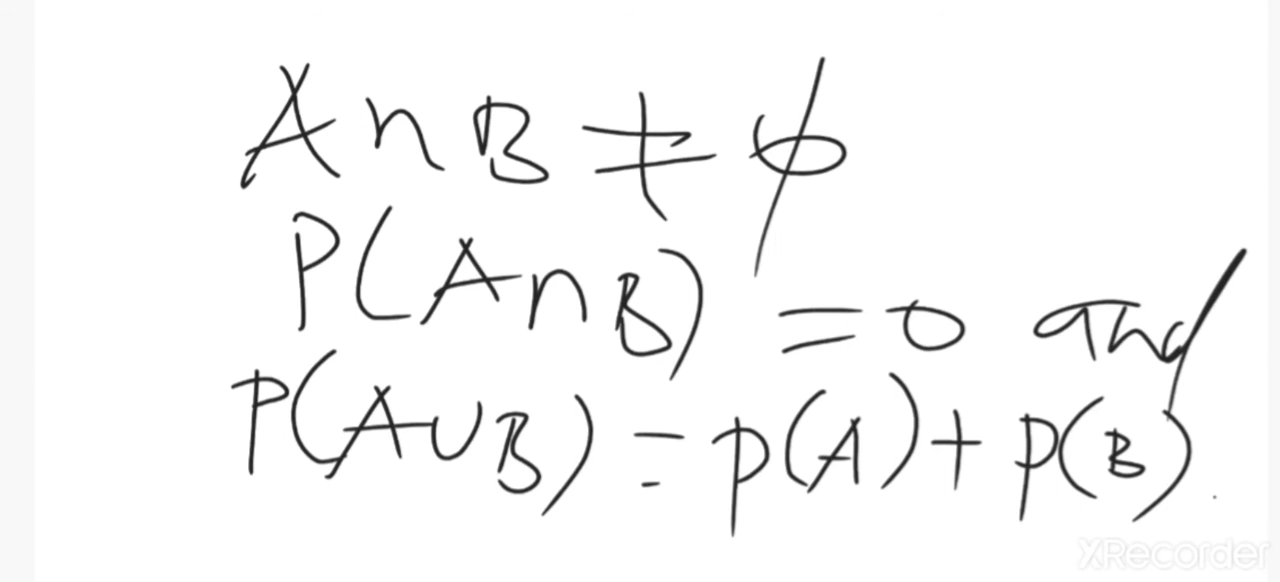 A∩B ≠ ϕ
P(A∩B) = 0 and
P(A∪B) = P(A) + P(B).
XRecorder